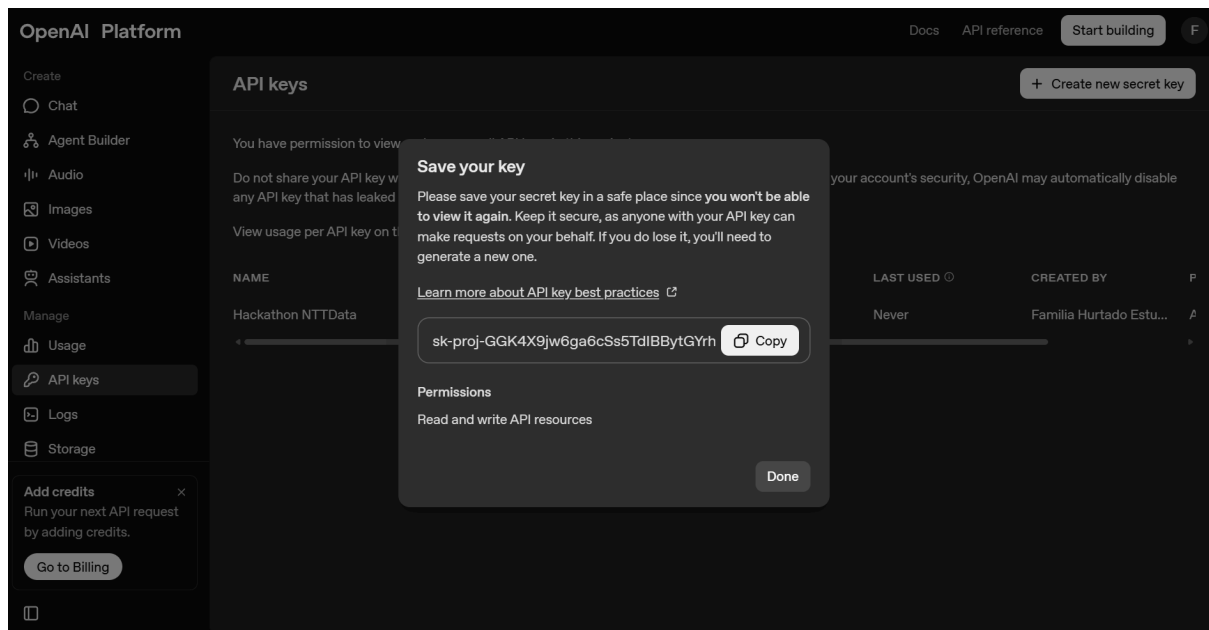 OpenAI Platform
Docs API reference Start building F
Create
Chat
Agent Builder
Audio
Images
Videos
Assistants
Manage
Usage
API keys
Logs
Storage
Add credits
Run your next API request
by adding credits.
Go to Billing
API keys
+ Create new secret key
You have permission to view
Do not share your API key w
your account's security, OpenAI may automatically disable
any API key that has leaked
View usage per API key on t
NAME LAST USED CREATED BY
Hackathon NTTData Never Familia Hurtado Estu...
Save your key
Please save your secret key in a safe place since you won't be able
to view it again. Keep it secure, as anyone with your API key can
make requests on your behalf. If you do lose it, you'll need to
generate a new one.
Learn more about API key best practices
sk-proj-GGK4X9jw6ga6cSs5TdIBBytGYrh Copy
Permissions
Read and write API resources
Done